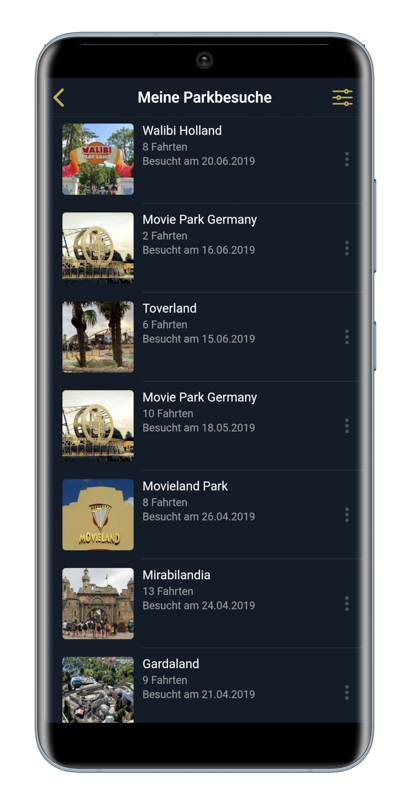 Meine Parkbesuche
WALIBI
PLAY LAND
Walibi Holland
8 Fahrten
Besucht am 20.06.2019
Movie Park Germany
2 Fahrten
Besucht am 16.06.2019
Toverland
6 Fahrten
Besucht am 15.06.2019
Movie Park Germany
10 Fahrten
Besucht am 18.05.2019
MOVIELAND
Movieland Park
8 Fahrten
Besucht am 26.04.2019
Mirabilandia
13 Fahrten
Besucht am 24.04.2019
Gardaland
9 Fahrten
Besucht am 21.04.2019